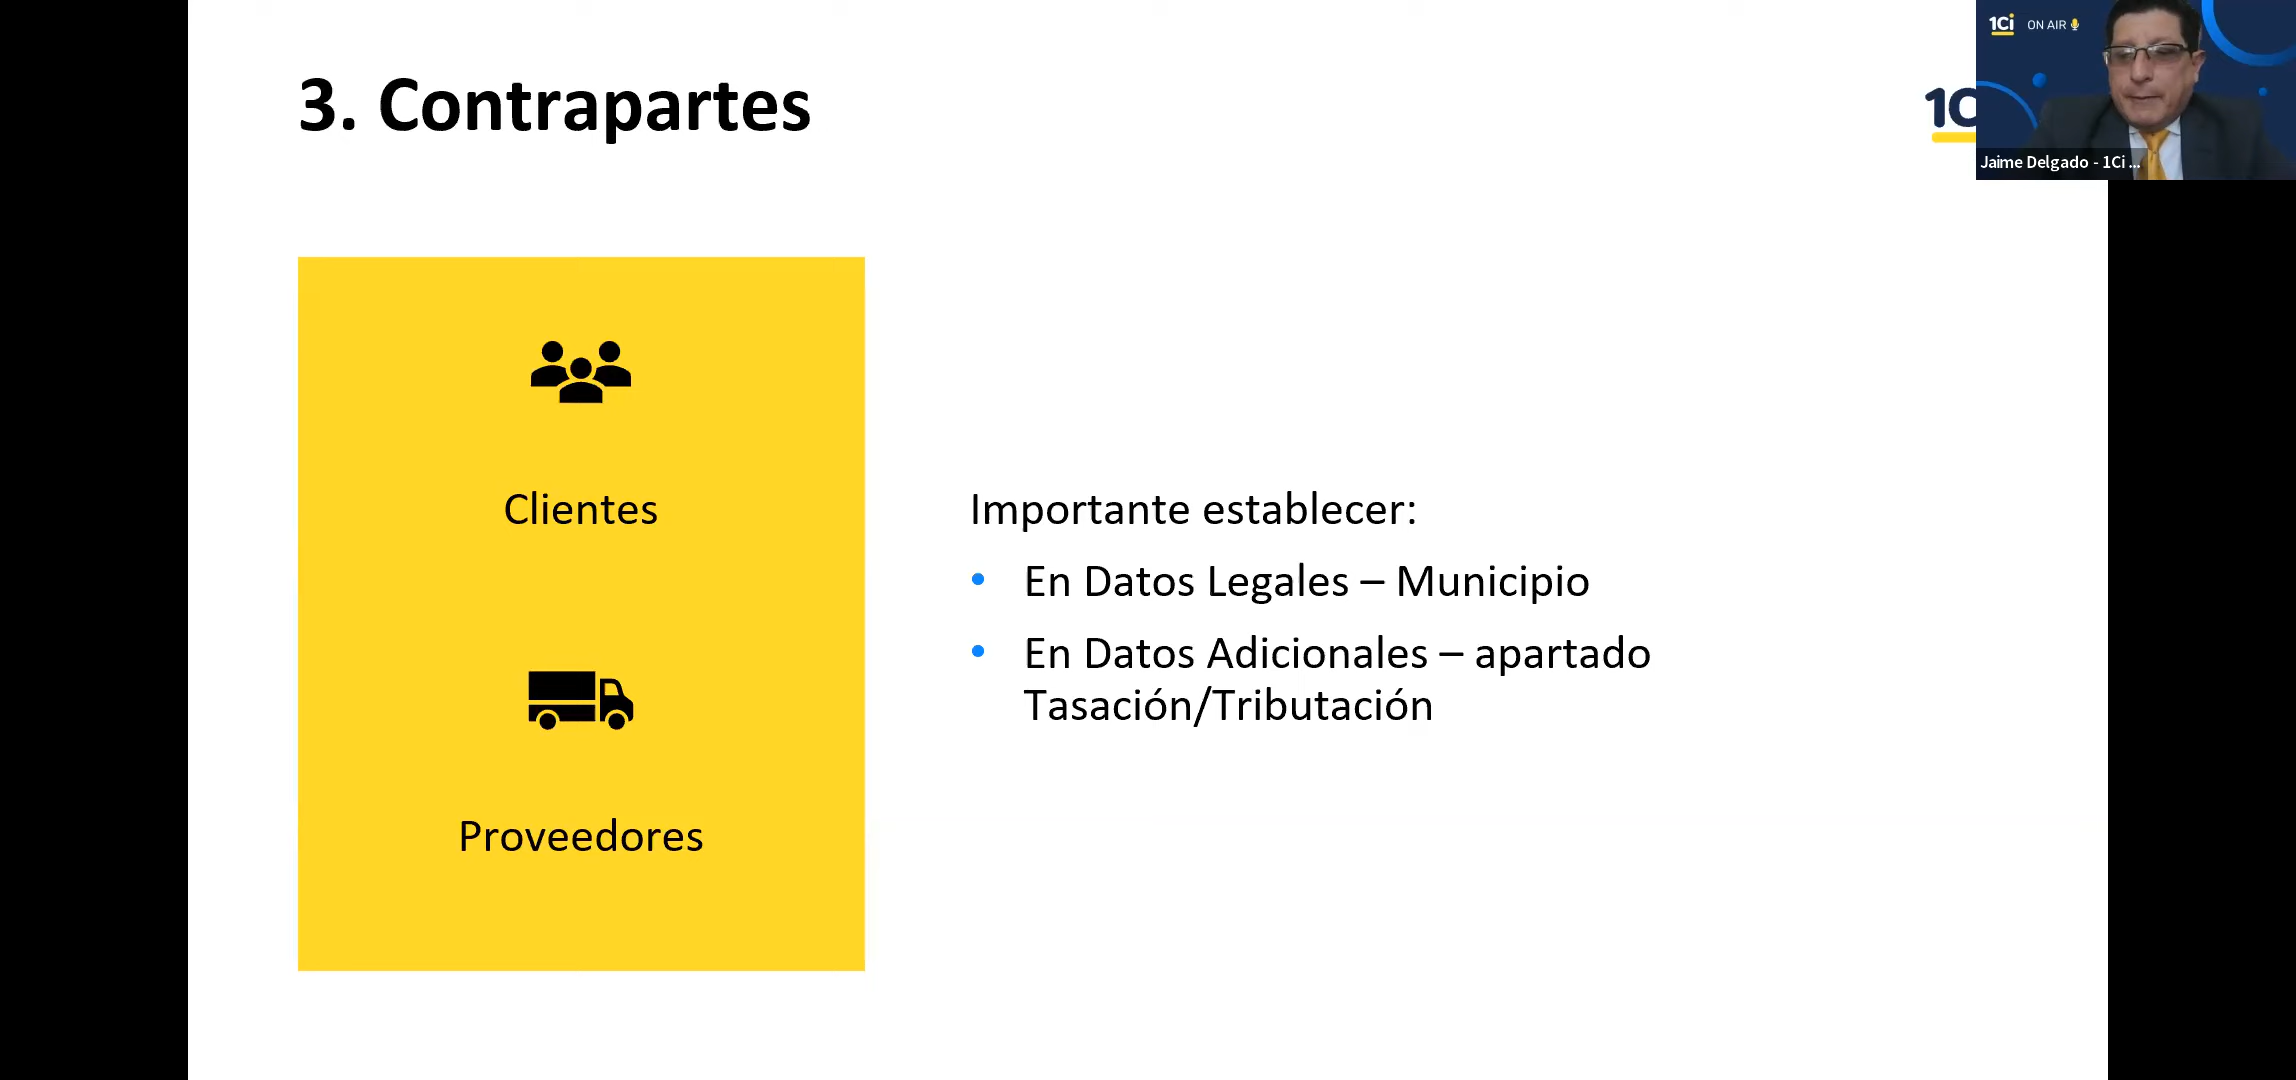 3. Contrapartes
1Ci
ON AIR
Jaime Delgado - 1Ci ...
Clientes
Proveedores
Importante establecer:
• En Datos Legales – Municipio
• En Datos Adicionales – apartado
Tasación/Tributación